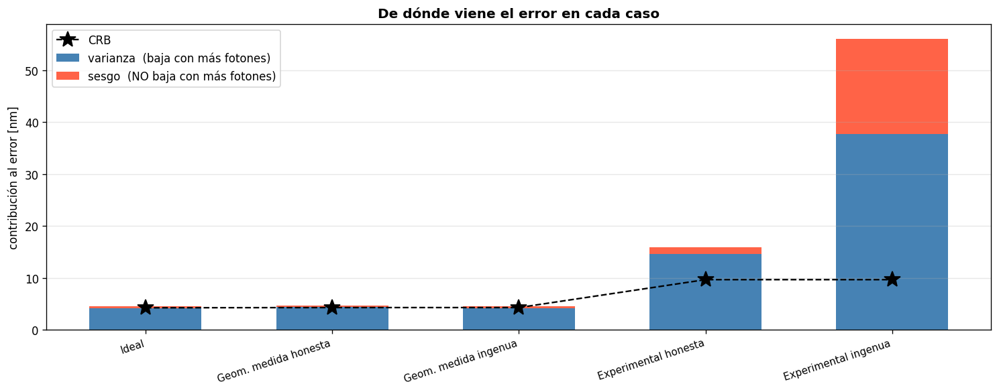 De dónde viene el error en cada caso
CRB
varianza  (baja con más fotones)
sesgo  (NO baja con más fotones)
contribución al error [nm]
50
40
30
20
10
0
Ideal
Geom. medida honesta
Geom. medida ingenua
Experimental honesta
Experimental ingenua